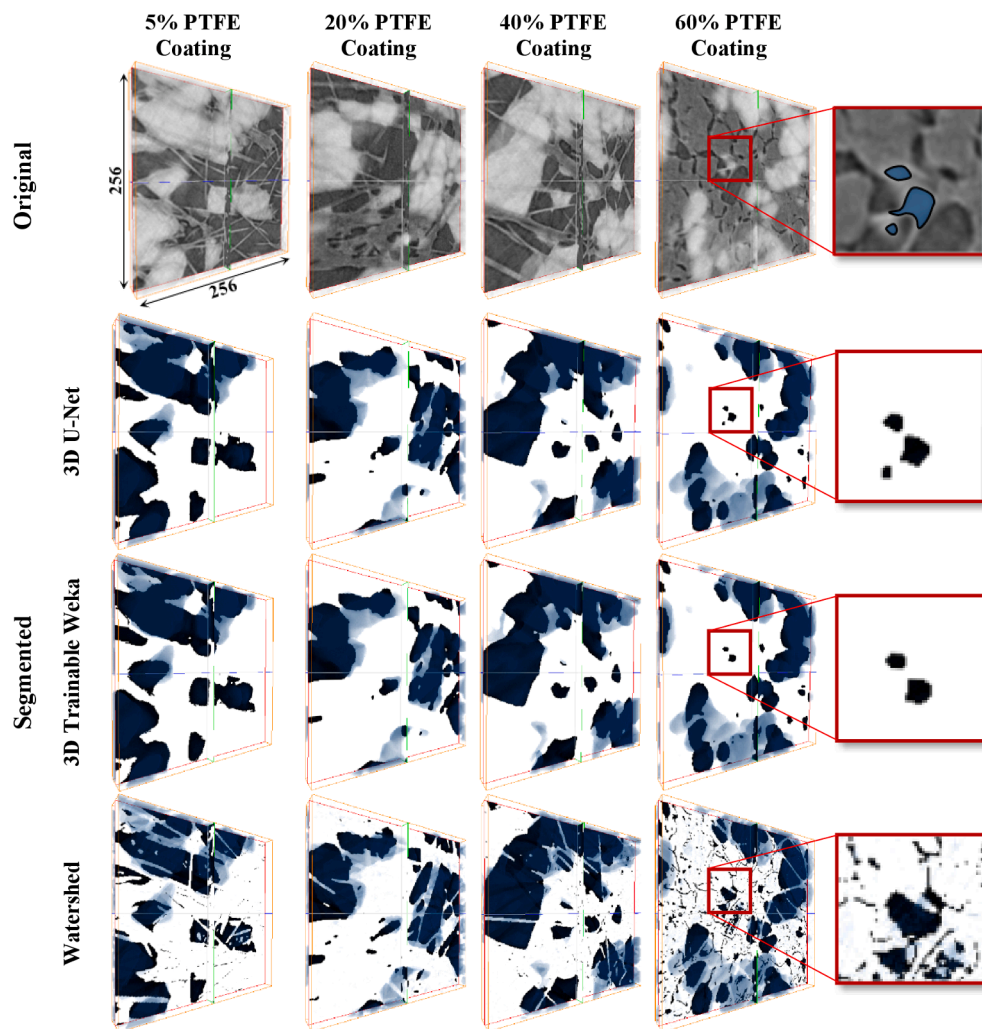 5% PTFE
Coating
20% PTFE
Coating
40% PTFE
Coating
60% PTFE
Coating
Original
256
256
Segmented
3D U-Net
3D Trainable Weka
Watershed